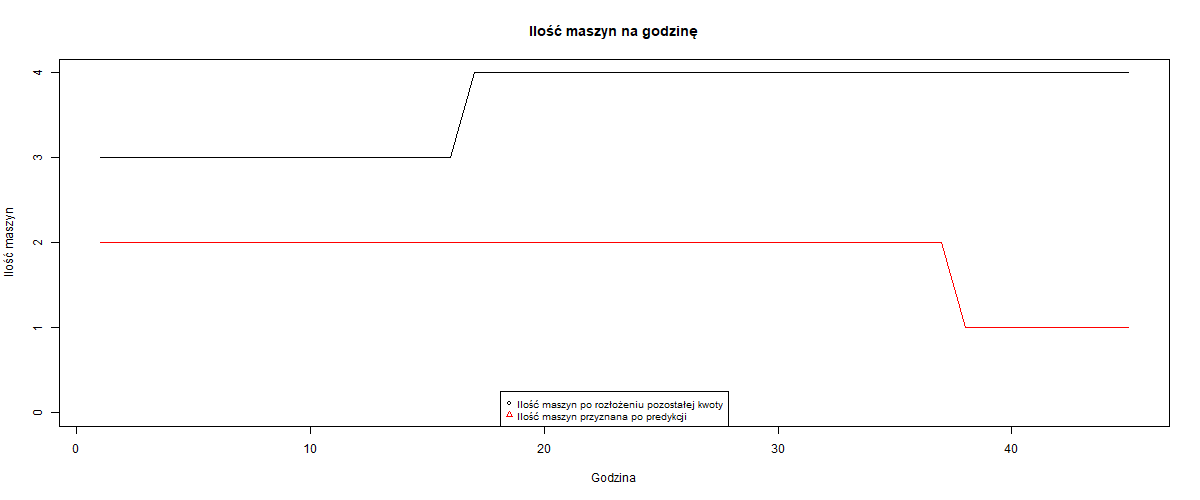 Ilość maszyn na godzinę
Ilość maszyn
4
3
2
1
0
Ilość maszyn po rozłożeniu pozostałej kwoty
Ilość maszyn przyznana po predykcji
0 10 20 30 40
Godzina